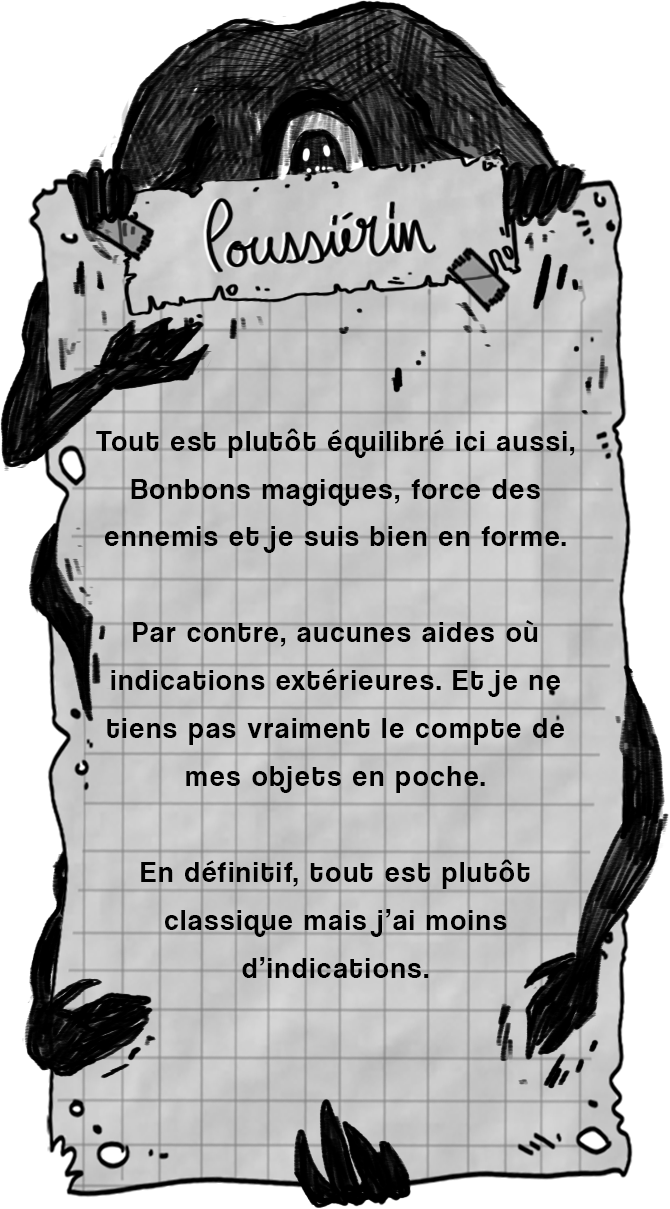 Poussiérin
Tout est plutôt équilibré ici aussi,
Bonbons magiques, force des
ennemis et je suis bien en forme.
Par contre, aucunes aides où
indications extérieures. Et je ne
tiens pas vraiment le compte de
mes objets en poche.
En définitif, tout est plutôt
classique mais j’ai moins
d’indications.